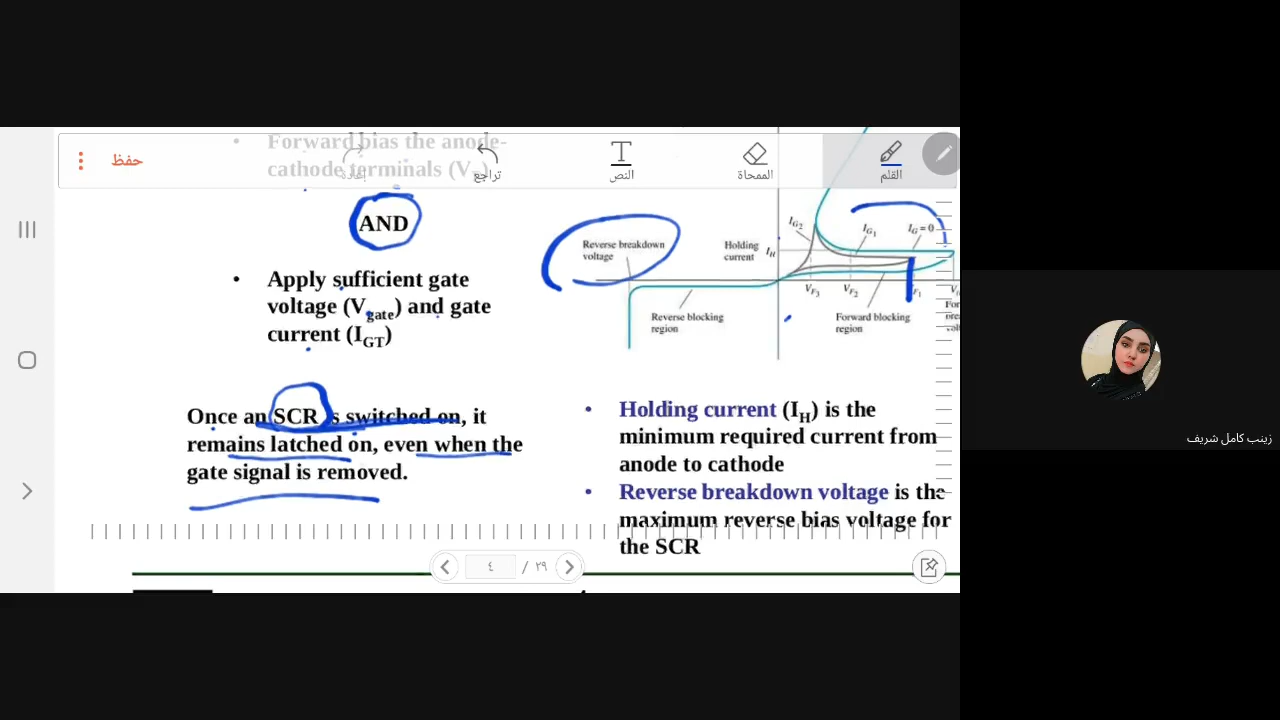 • Forward bias the anode-
cathode terminals (V
حفظ
إعادة
تراجع
النص
الممحاة
القلم
AND
• Apply sufficient gate
voltage (Vgate) and gate
current (IGT)
Once an SCR is switched on, it
remains latched on, even when the
gate signal is removed.
Reverse breakdown
voltage
Holding
current
IH
IG2
IG1
IG = 0
VF3
VF2
F1
Reverse blocking
region
Forward blocking
region
• Holding current (IH) is the
minimum required current from
anode to cathode
• Reverse breakdown voltage is the
maximum reverse bias voltage for
the SCR
٤ / ٢٩
زينب كامل شريف